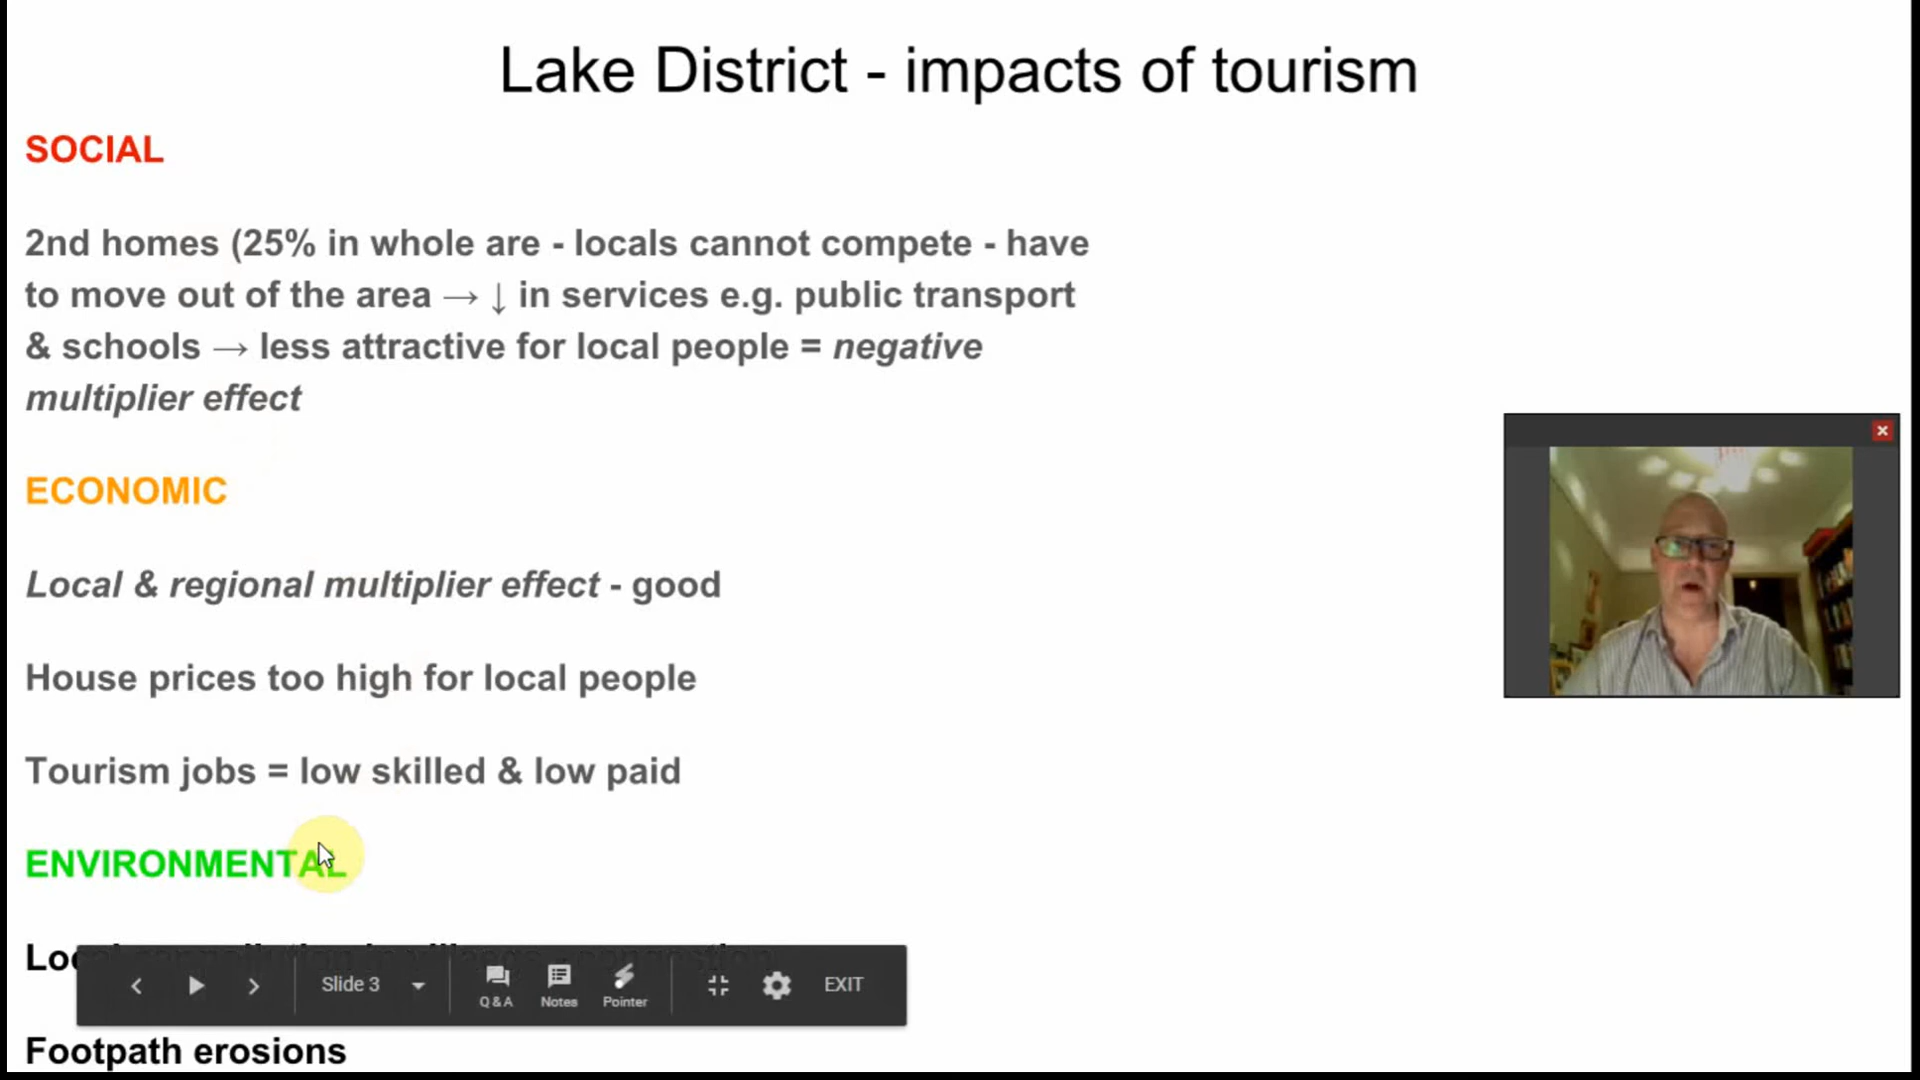 Lake District - impacts of tourism
SOCIAL
2nd homes (25% in whole are - locals cannot compete - have
to move out of the area → ↓ in services e.g. public transport
& schools → less attractive for local people = negative
multiplier effect
ECONOMIC
Local & regional multiplier effect - good
House prices too high for local people
Tourism jobs = low skilled & low paid
ENVIRONMENTAL
Slide 3
Q & A
Notes
Pointer
EXIT
Footpath erosions